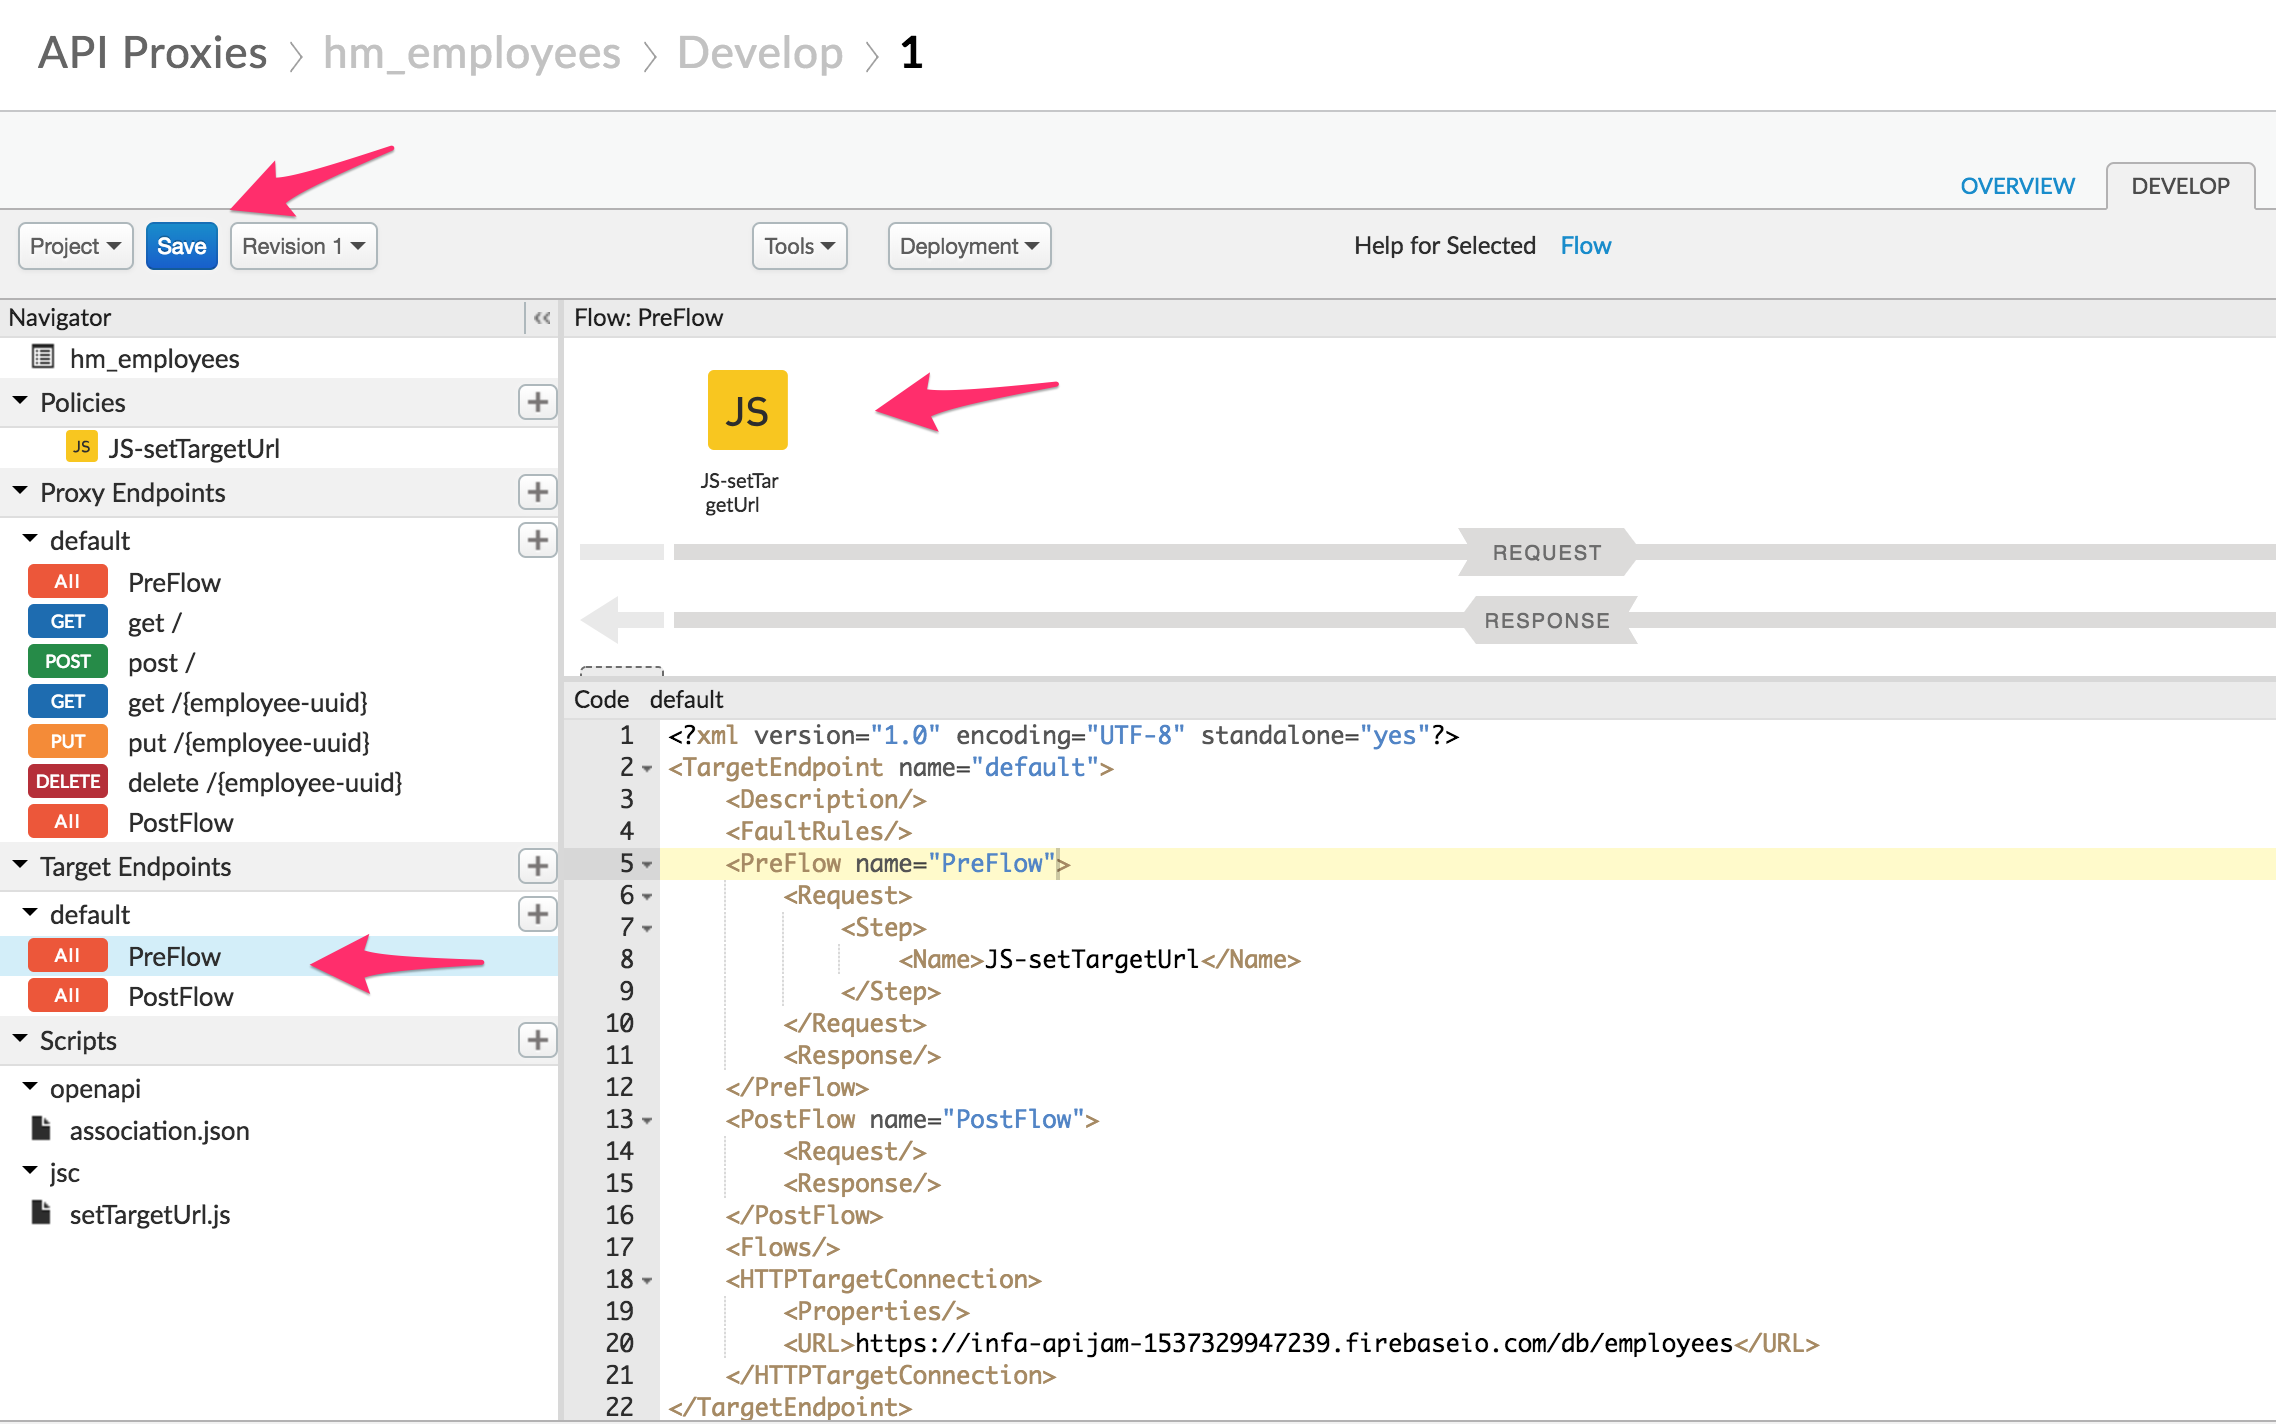 API Proxies > hm_employees > Develop > 1
OVERVIEW
DEVELOP
Project
Save
Revision 1
Tools
Deployment
Help for Selected Flow
Navigator
«
hm_employees
Policies
JS JS-setTargetUrl
Proxy Endpoints
default
All PreFlow
GET get /
POST post /
GET get /{employee-uuid}
PUT put /{employee-uuid}
DELETE delete /{employee-uuid}
All PostFlow
Target Endpoints
default
All PreFlow
All PostFlow
Scripts
openapi
association.json
jsc
setTargetUrl.js
Flow: PreFlow
JS
JS-setTar
getUrl
REQUEST
RESPONSE
Code default
1 <?xml version="1.0" encoding="UTF-8" standalone="yes"?>
2 <TargetEndpoint name="default">
3 <Description/>
4 <FaultRules/>
5 <PreFlow name="PreFlow">
6 <Request>
7 <Step>
8 <Name>JS-setTargetUrl</Name>
9 </Step>
10 </Request>
11 <Response/>
12 </PreFlow>
13 <PostFlow name="PostFlow">
14 <Request/>
15 <Response/>
16 </PostFlow>
17 <Flows/>
18 <HTTPTargetConnection>
19 <Properties/>
20 <URL>https://infa-apijam-1537329947239.firebaseio.com/db/employees</URL>
21 </HTTPTargetConnection>
22 </TargetEndpoint>